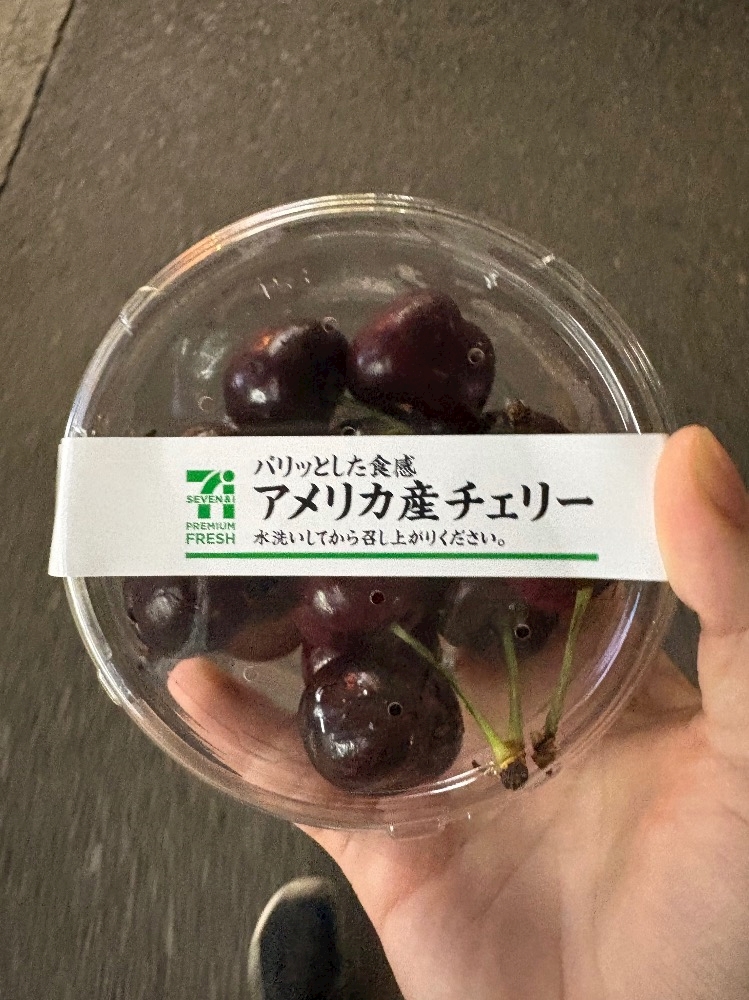 パリッとした食感
アメリカ産チェリー
水洗いしてから召し上がりください。
7i
SEVEN&i
PREMIUM
FRESH